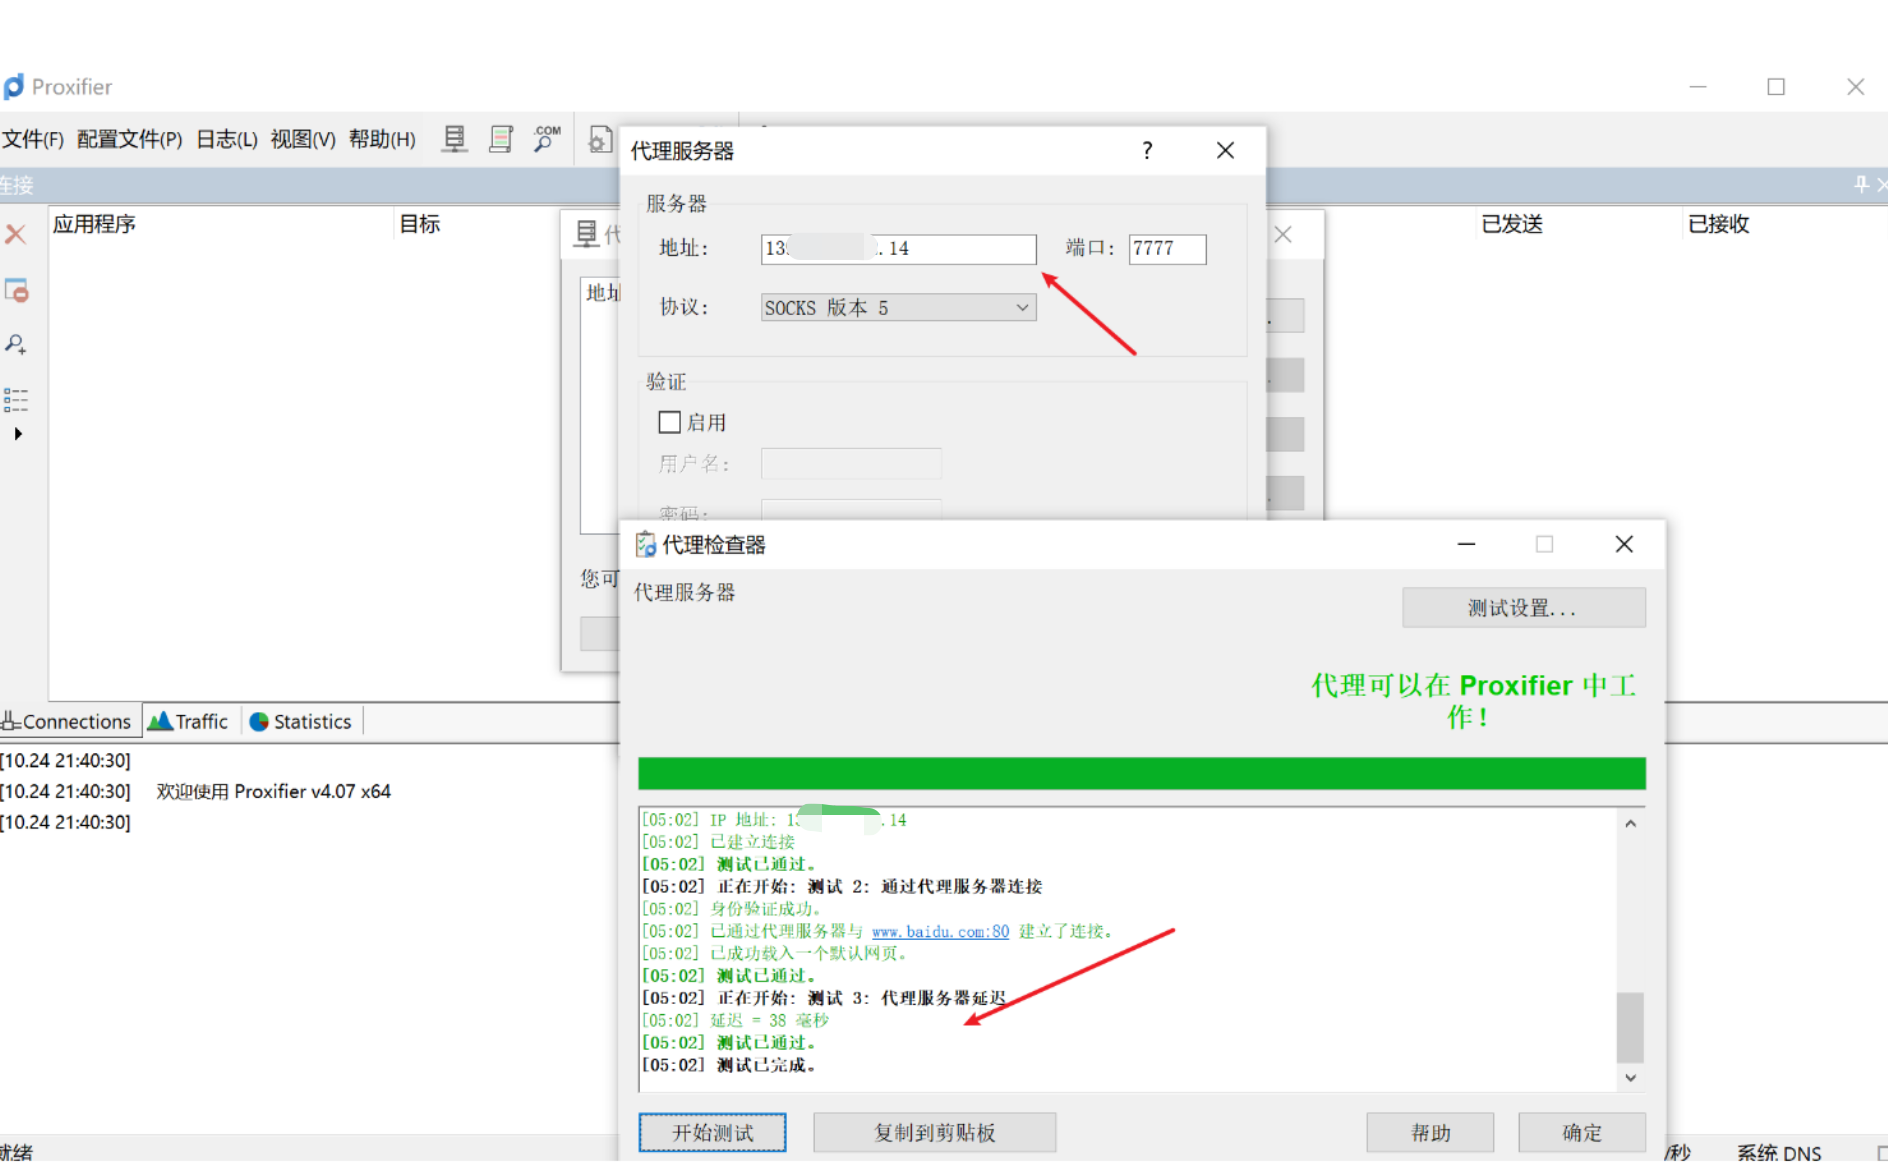 Proxifier
文件(F) 配置文件(P) 日志(L) 视图(V) 帮助(H)
.COM
连接
应用程序 目标 已发送 已接收
代理服务器
服务器
地址: 13 .14 端口: 7777
协议: SOCKS 版本 5
验证
启用
用户名:
密码:
代
地址
您可
代理检查器
代理服务器
测试设置...
代理可以在 Proxifier 中工
作!
[05:02] IP 地址: 13 .14
[05:02] 已建立连接
[05:02] 测试已通过。
[05:02] 正在开始: 测试 2: 通过代理服务器连接
[05:02] 身份验证成功。
[05:02] 已通过代理服务器与 www.baidu.com:80 建立了连接。
[05:02] 已成功载入一个默认网页。
[05:02] 测试已通过。
[05:02] 正在开始: 测试 3: 代理服务器延迟
[05:02] 延迟 = 38 毫秒
[05:02] 测试已通过。
[05:02] 测试已完成。
开始测试 复制到剪贴板 帮助 确定
Connections Traffic Statistics
[10.24 21:40:30]
[10.24 21:40:30] 欢迎使用 Proxifier v4.07 x64
[10.24 21:40:30]
就绪 /秒 系统 DNS